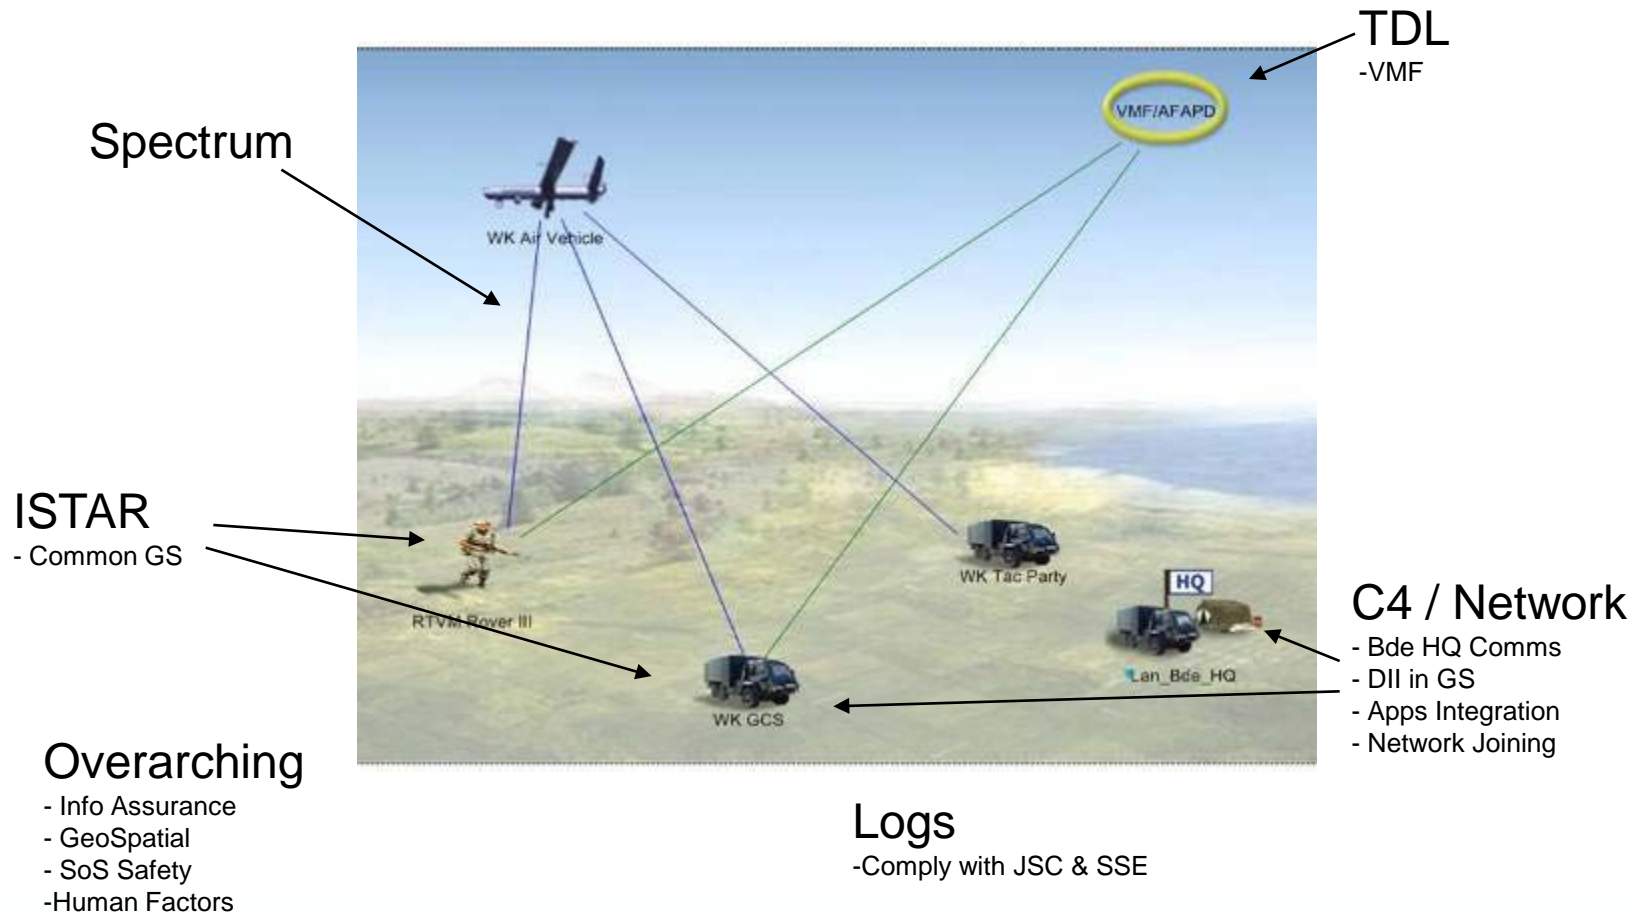 TDL
-VMF
VMF/AFAPD
Spectrum
WK Air Vehicle
ISTAR
- Common GS
RTVM Rover III
WK Tac Party
HQ
Lan_Bde_HQ
WK GCS
C4 / Network
- Bde HQ Comms
- DII in GS
- Apps Integration
- Network Joining
Overarching
- Info Assurance
- GeoSpatial
- SoS Safety
-Human Factors
Logs
-Comply with JSC & SSE